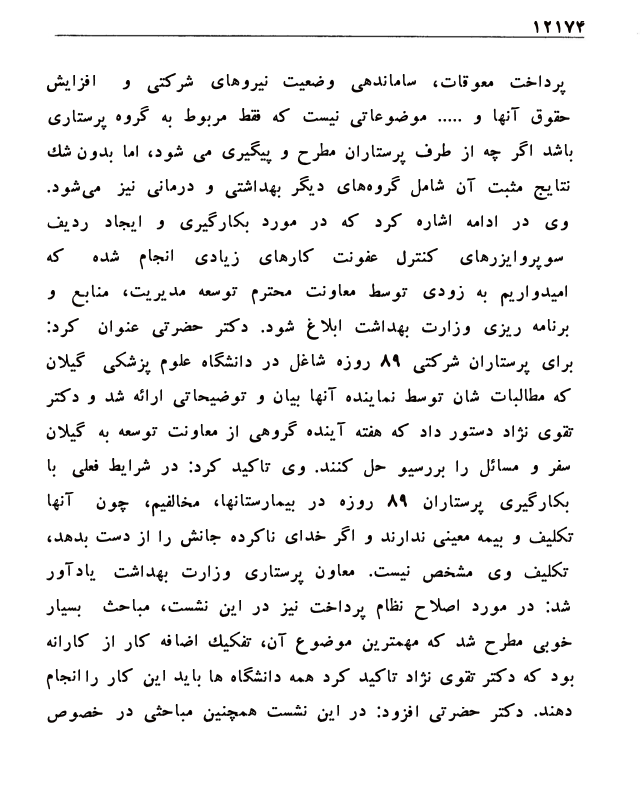 ۱۲۱۷۴
پرداخت معوقات، ساماندهی وضعیت نیروهای شرکتی و افزایش
حقوق آنها و ..... موضوعاتی نیست که فقط مربوط به گروه پرستاری
باشد اگر چه از طرف پرستاران مطرح و پیگیری می شود، اما بدون شك
نتایج مثبت آن شامل گروه‌های دیگر بهداشتی و درمانی نیز می‌شود.
وی در ادامه اشاره کرد که در مورد بکارگیری و ایجاد ردیف
سوپروایزرهای کنترل عفونت کارهای زیادی انجام شده که
امیدواریم به زودی توسط معاونت محترم توسعه مدیریت، منابع و
برنامه ریزی وزارت بهداشت ابلاغ شود. دکتر حضرتی عنوان کرد:
برای پرستاران شرکتی ۸۹ روزه شاغل در دانشگاه علوم پزشکی گیلان
که مطالبات شان توسط نماینده آنها بیان و توضیحاتی ارائه شد و دکتر
تقوی نژاد دستور داد که هفته آینده گروهی از معاونت توسعه به گیلان
سفر و مسائل را بررسیو حل کنند. وی تاکید کرد: در شرایط فعلی با
بکارگیری پرستاران ۸۹ روزه در بیمارستانها، مخالفیم، چون آنها
تکلیف و بیمه معینی ندارند و اگر خدای ناکرده جانش را از دست بدهد،
تکلیف وی مشخص نیست. معاون پرستاری وزارت بهداشت یادآور
شد: در مورد اصلاح نظام پرداخت نیز در این نشست، مباحث بسیار
خوبی مطرح شد که مهمترین موضوع آن، تفکیك اضافه کار از کارانه
بود که دکتر تقوی نژاد تاکید کرد همه دانشگاه ها باید این کار را انجام
دهند. دکتر حضرتی افزود: در این نشست همچنین مباحثی در خصوص